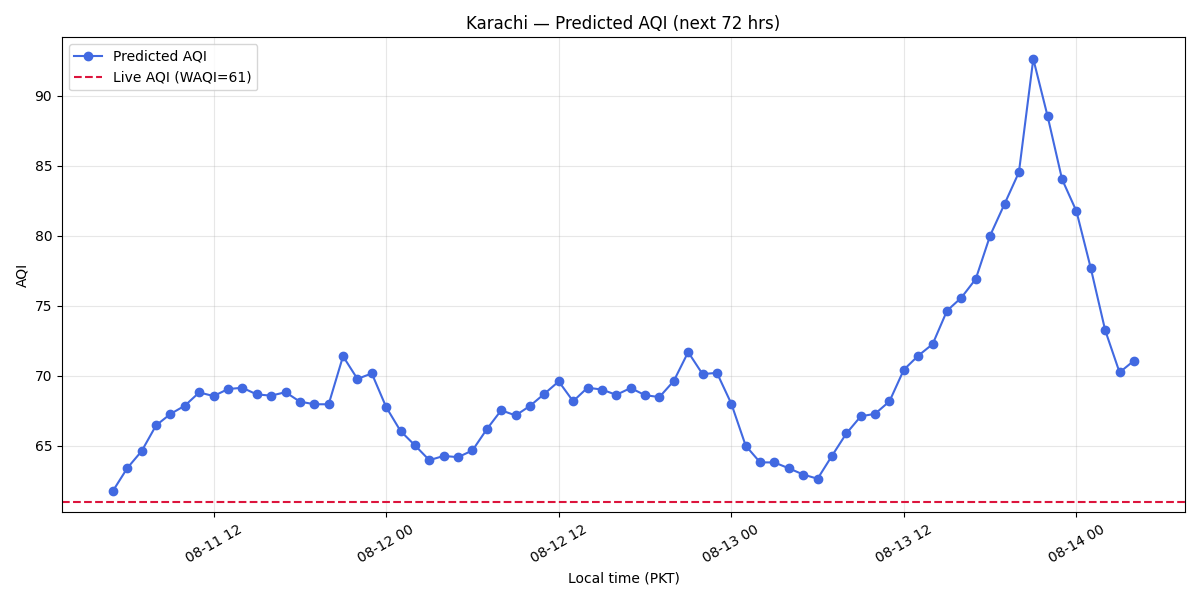 Karachi — Predicted AQI (next 72 hrs)
Predicted AQI
Live AQI (WAQI=61)
AQI
90
85
80
75
70
65
08-11 12
08-12 00
08-12 12
08-13 00
08-13 12
08-14 00
Local time (PKT)